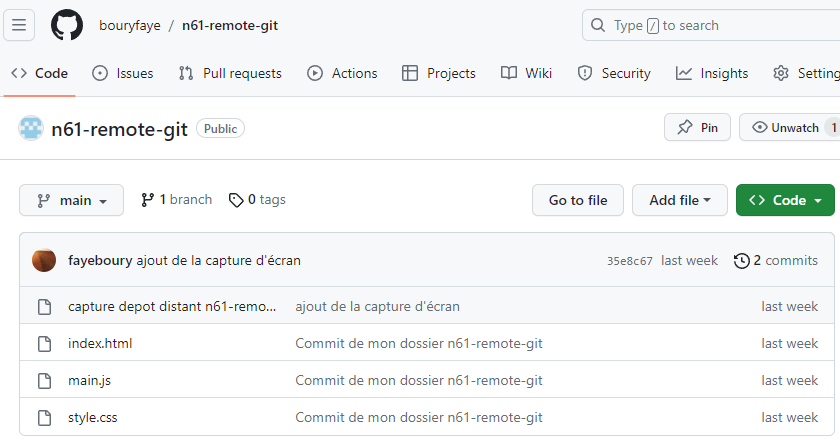 bouryfaye / n61-remote-git Type / to search
Code Issues Pull requests Actions Projects Wiki Security Insights Setting
n61-remote-git Public Pin Unwatch 1
main 1 branch 0 tags Go to file Add file Code
fayeboury ajout de la capture d'écran 35e8c67 last week 2 commits
capture depot distant n61-remo... ajout de la capture d'écran last week
index.html Commit de mon dossier n61-remote-git last week
main.js Commit de mon dossier n61-remote-git last week
style.css Commit de mon dossier n61-remote-git last week